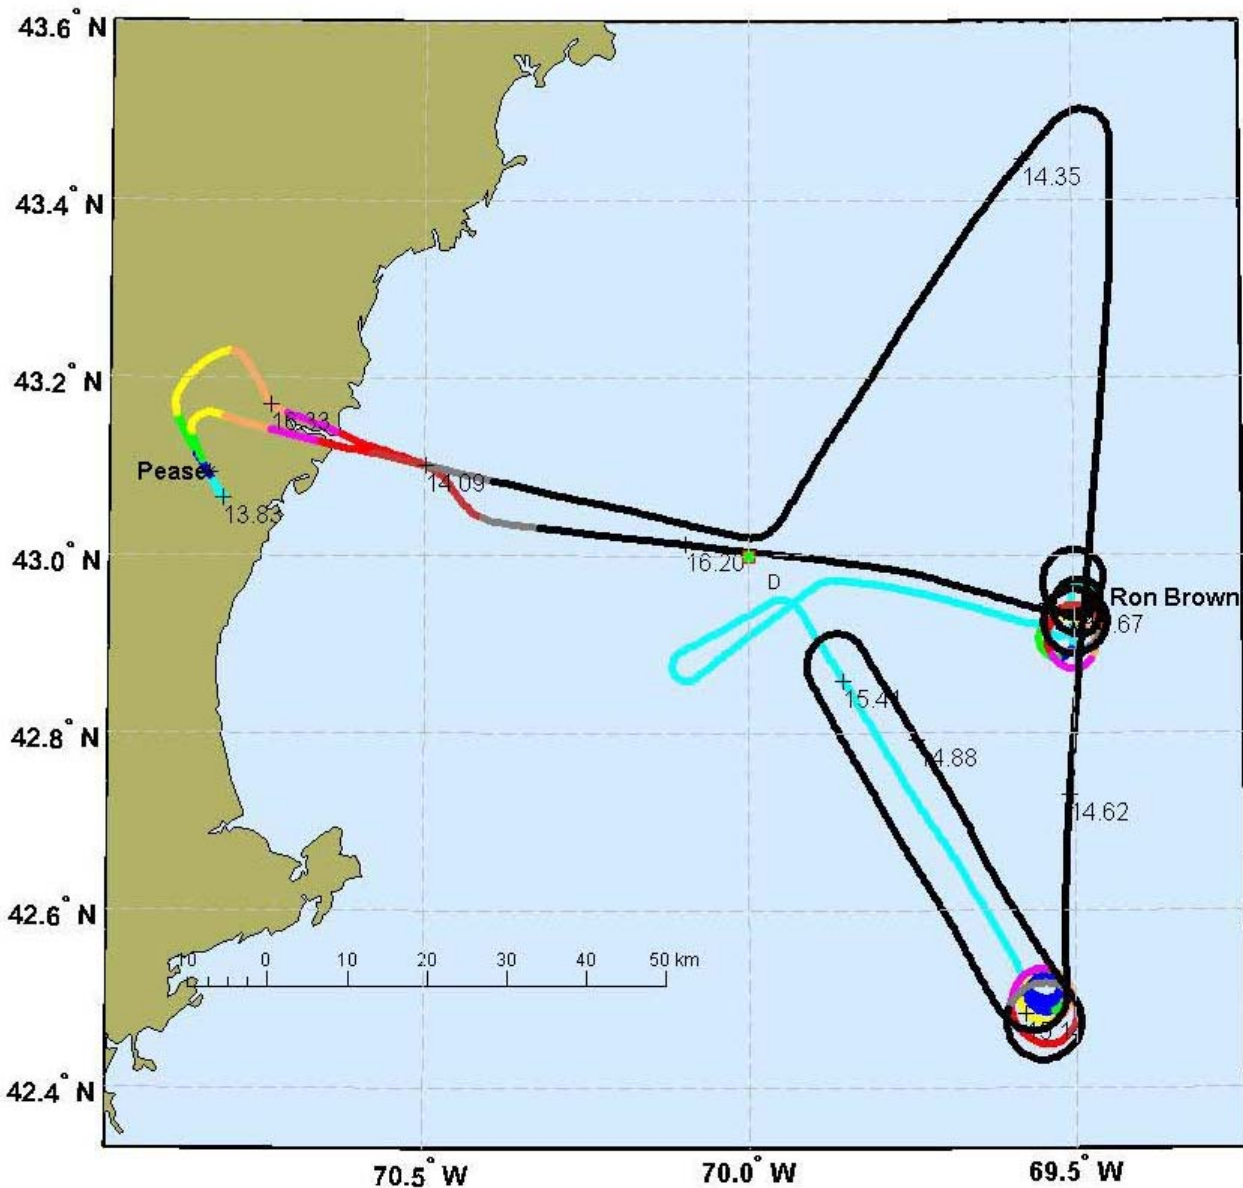 43.6° N
14.35
43.4° N
43.2° N
16.33
Pease
14.09
13.83
43.0° N
16.20
D
Ron Brown
.67
15.41
42.8° N
14.88
14.62
42.6° N
10 0 10 20 30 40 50 km
42.4° N
70.5° W 70.0° W 69.5° W